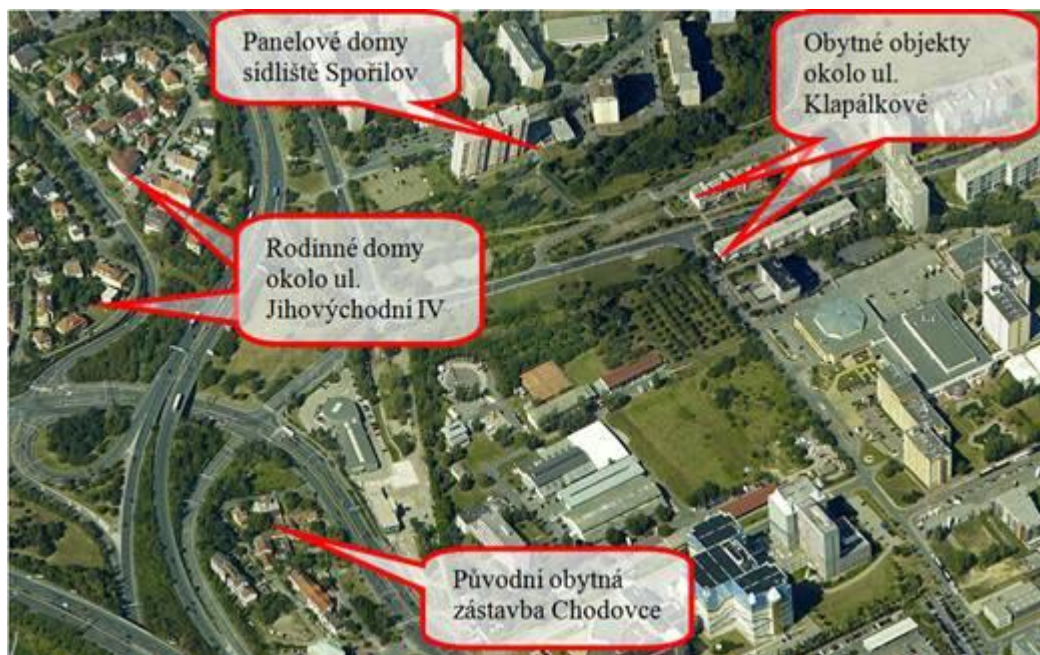 Panelové domy
sídliště Spořilov
Obytné objekty
okolo ul.
Klapálkové
Rodinné domy
okolo ul.
Jihovýchodní IV
Původní obytná
zástavba Chodovce